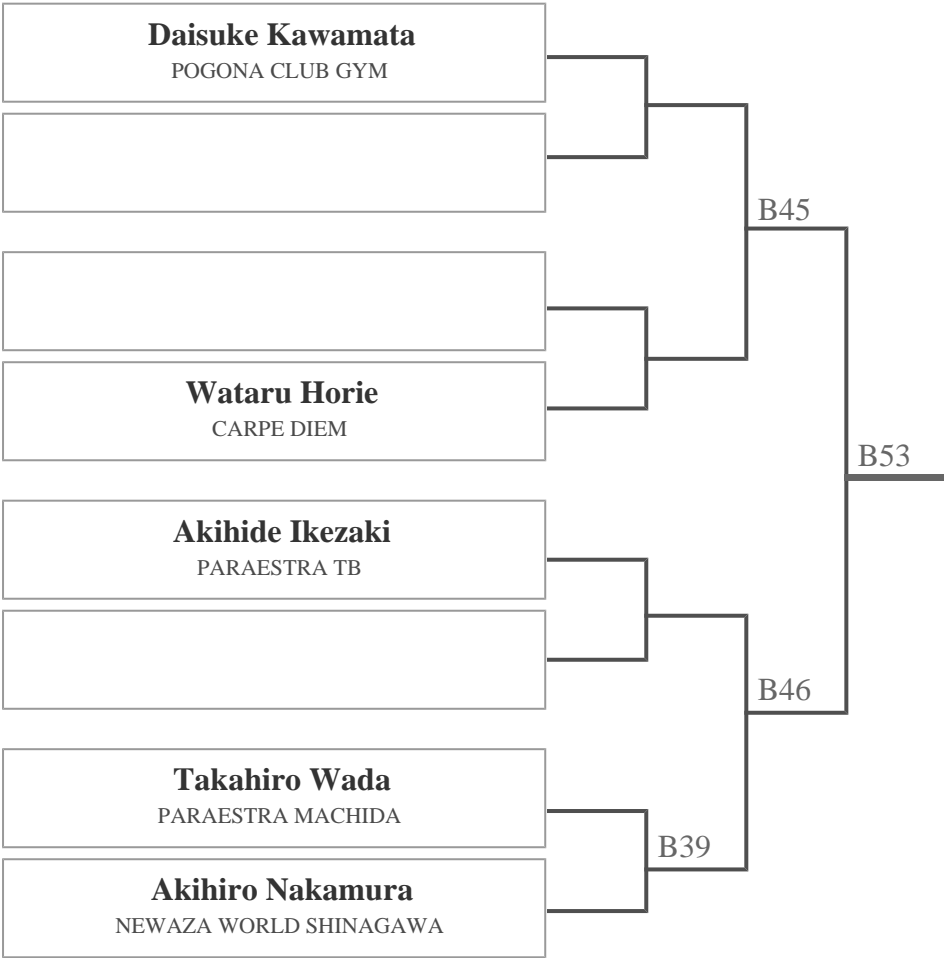 Daisuke Kawamata
POGONA CLUB GYM
B45
Wataru Horie
CARPE DIEM
B53
Akihide Ikezaki
PARAESTRA TB
B46
Takahiro Wada
PARAESTRA MACHIDA
B39
Akihiro Nakamura
NEWAZA WORLD SHINAGAWA